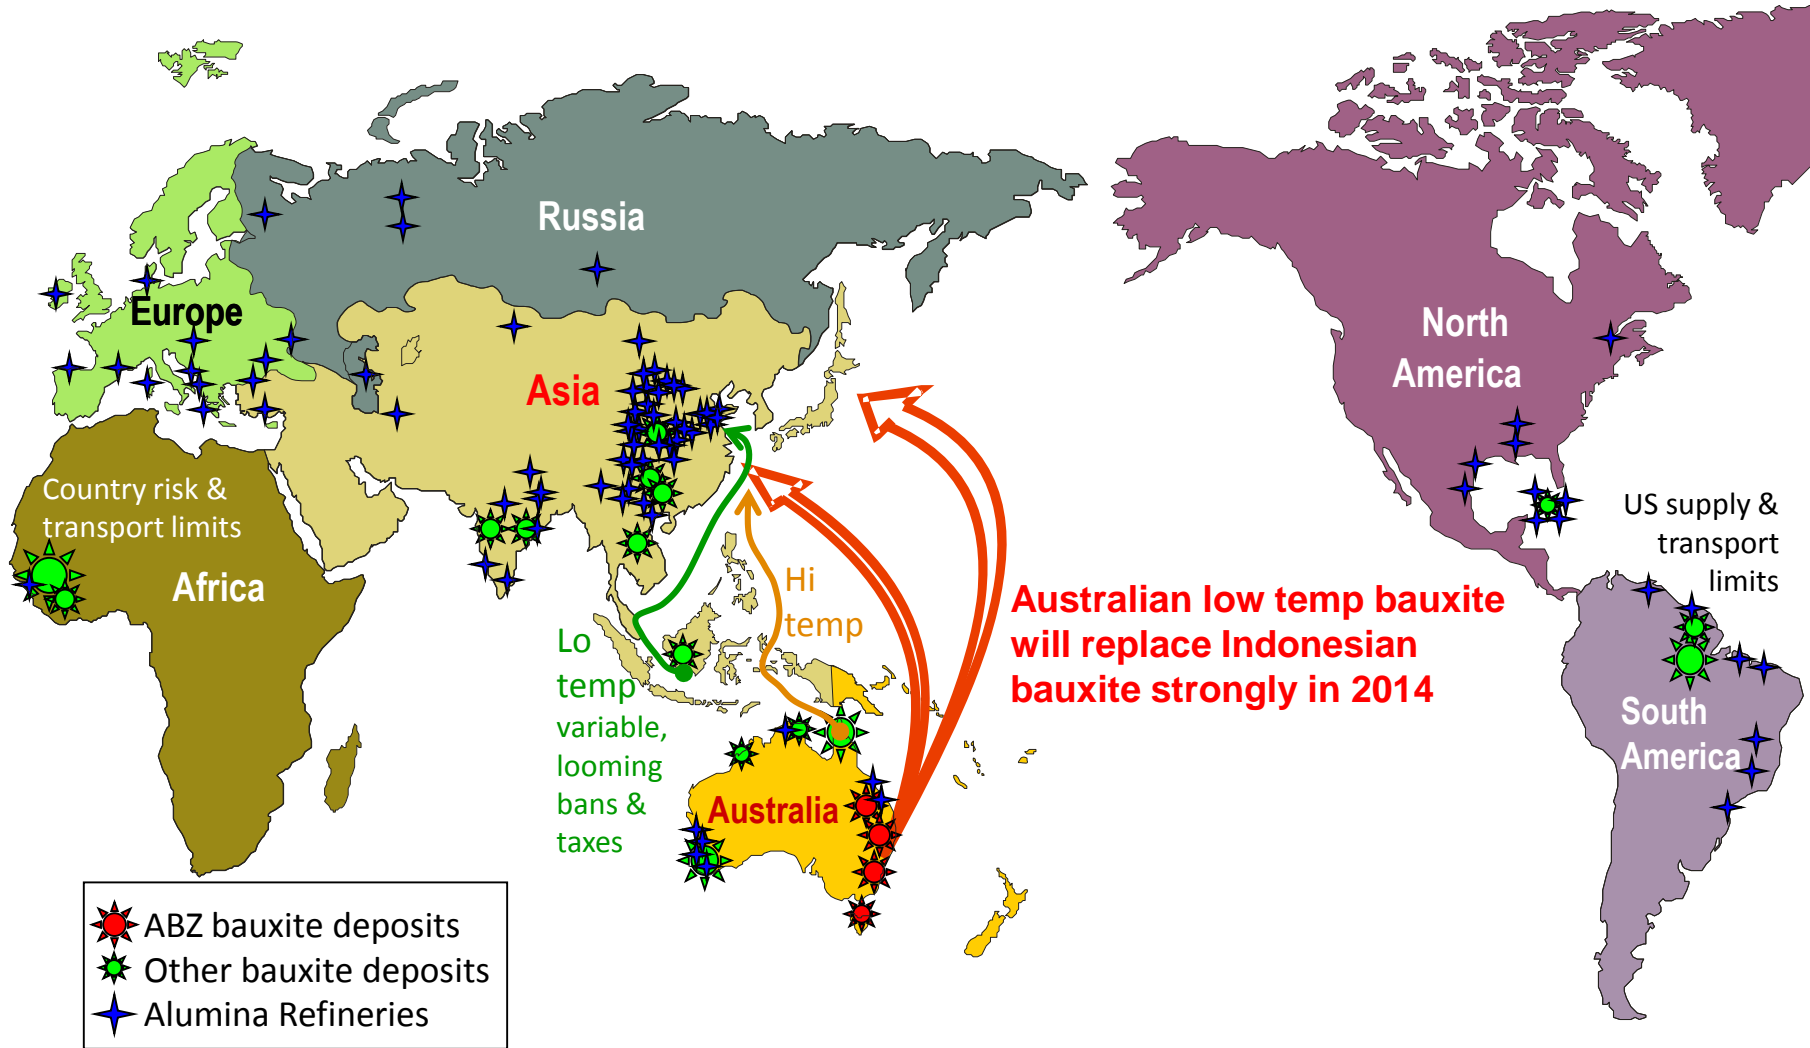 Russia
Europe
Asia
North
America
Country risk &
transport limits
Africa
US supply &
transport
limits
Hi
temp
Lo
temp
variable,
looming
bans &
taxes
Australian low temp bauxite
will replace Indonesian
bauxite strongly in 2014
South
America
Australia
ABZ bauxite deposits
Other bauxite deposits
Alumina Refineries